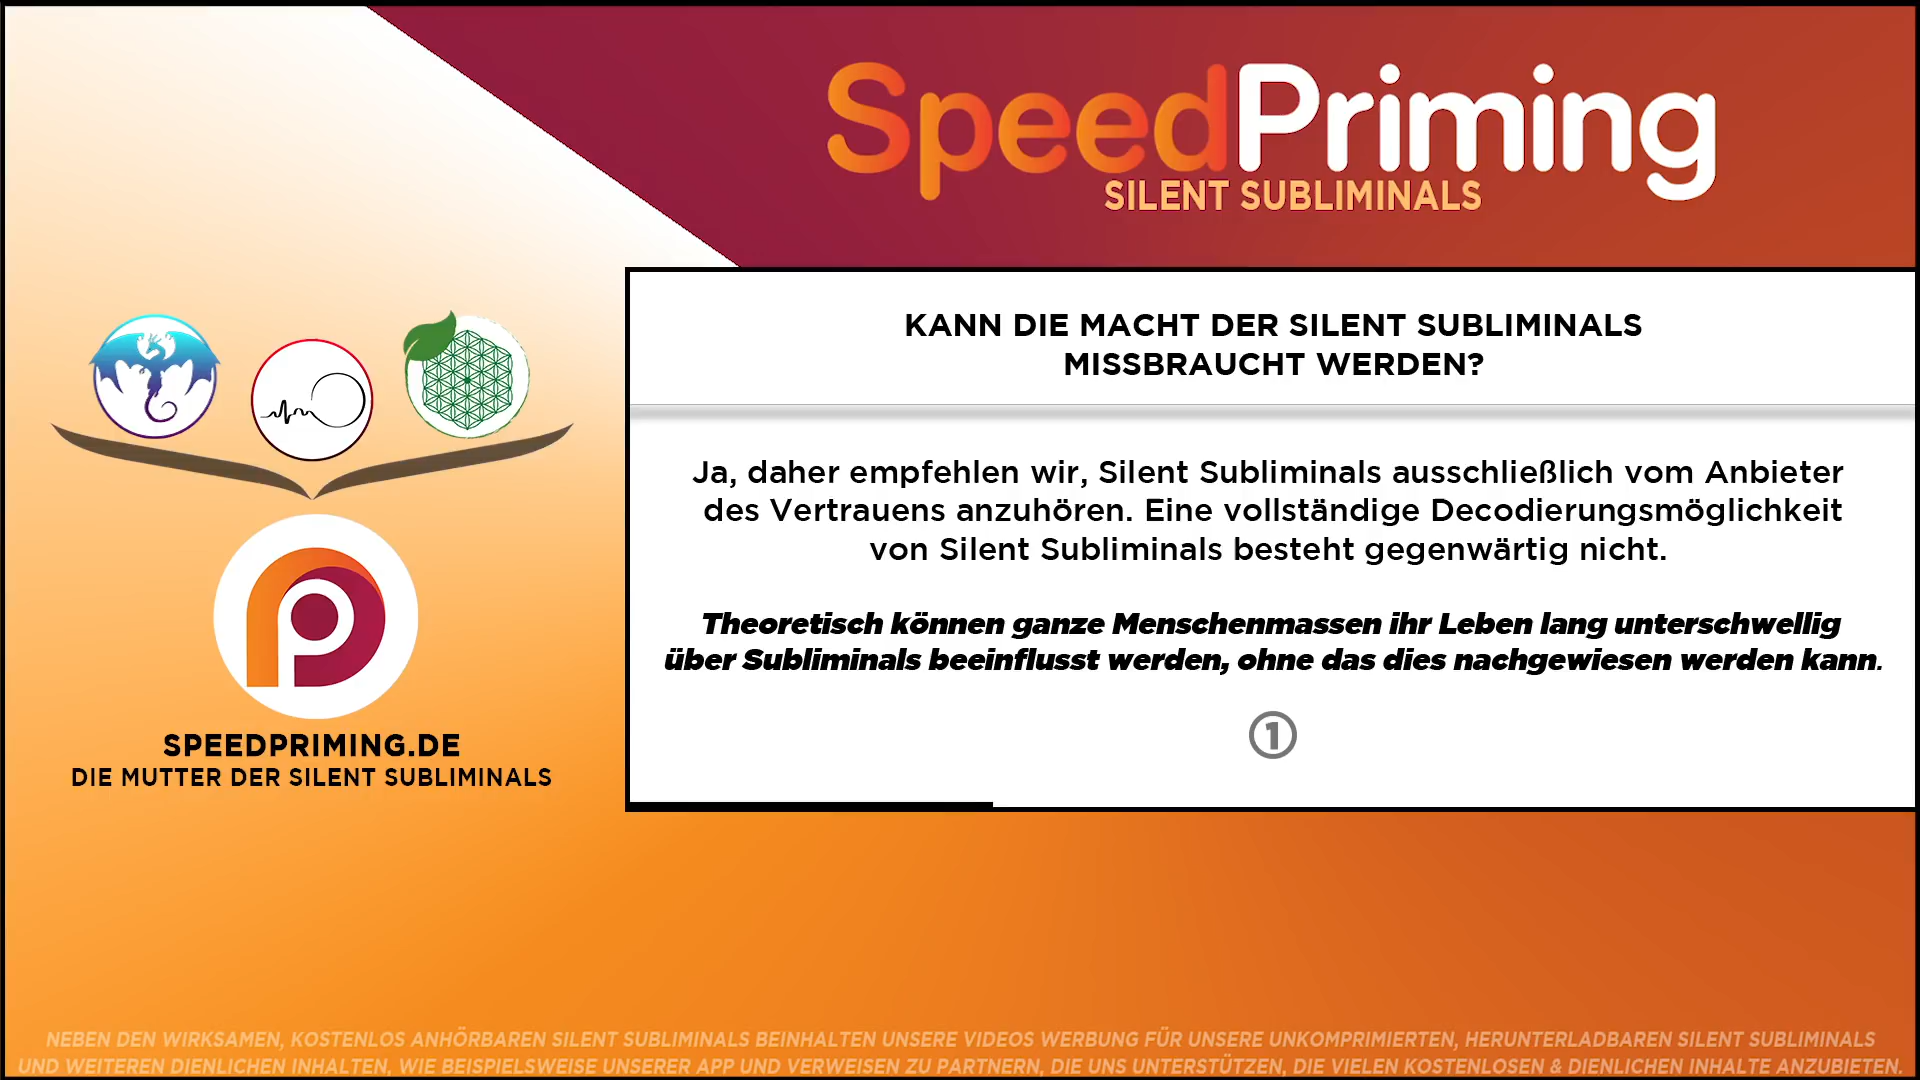 SpeedPriming
SILENT SUBLIMINALS
KANN DIE MACHT DER SILENT SUBLIMINALS
MISSBRAUCHT WERDEN?
Ja, daher empfehlen wir, Silent Subliminals ausschließlich vom Anbieter
des Vertrauens anzuhören. Eine vollständige Decodierungsmöglichkeit
von Silent Subliminals besteht gegenwärtig nicht.
Theoretisch können ganze Menschenmassen ihr Leben lang unterschwellig
über Subliminals beeinflusst werden, ohne das dies nachgewiesen werden kann.
①
SPEEDPRIMING.DE
DIE MUTTER DER SILENT SUBLIMINALS
NEBEN DEN WIRKSAMEN, KOSTENLOS ANHÖRBAREN SILENT SUBLIMINALS BEINHALTEN UNSERE VIDEOS WERBUNG FÜR UNSERE UNKOMPRIMIERTEN, HERUNTERLADBAREN SILENT SUBLIMINALS
UND WEITEREN DIENLICHEN INHALTEN, WIE BEISPIELSWEISE UNSERER APP UND VERWEISEN ZU PARTNERN, DIE UNS UNTERSTÜTZEN, DIE VIELEN KOSTENLOSEN & DIENLICHEN INHALTE ANZUBIETEN.